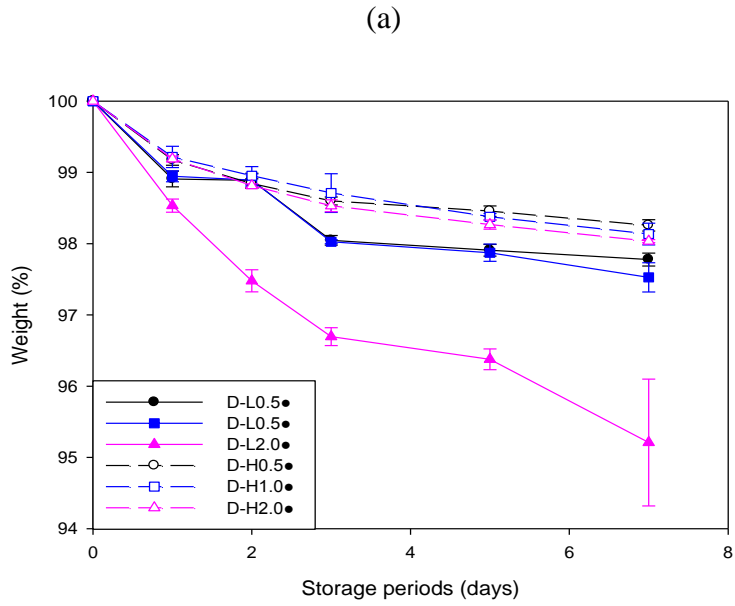 (a)
Weight (%)
100
99
98
97
96
95
94
D-L0.5●
D-L0.5●
D-L2.0●
D-H0.5●
D-H1.0●
D-H2.0●
0 2 4 6 8
Storage periods (days)